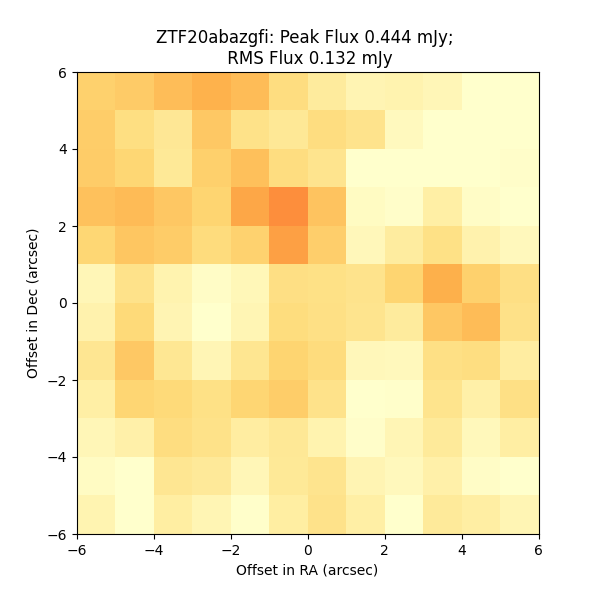 ZTF20abazgfi: Peak Flux 0.444 mJy;
RMS Flux 0.132 mJy
6
4
2
0
−2
−4
−6
Offset in Dec (arcsec)
−6 −4 −2 0 2 4 6
Offset in RA (arcsec)